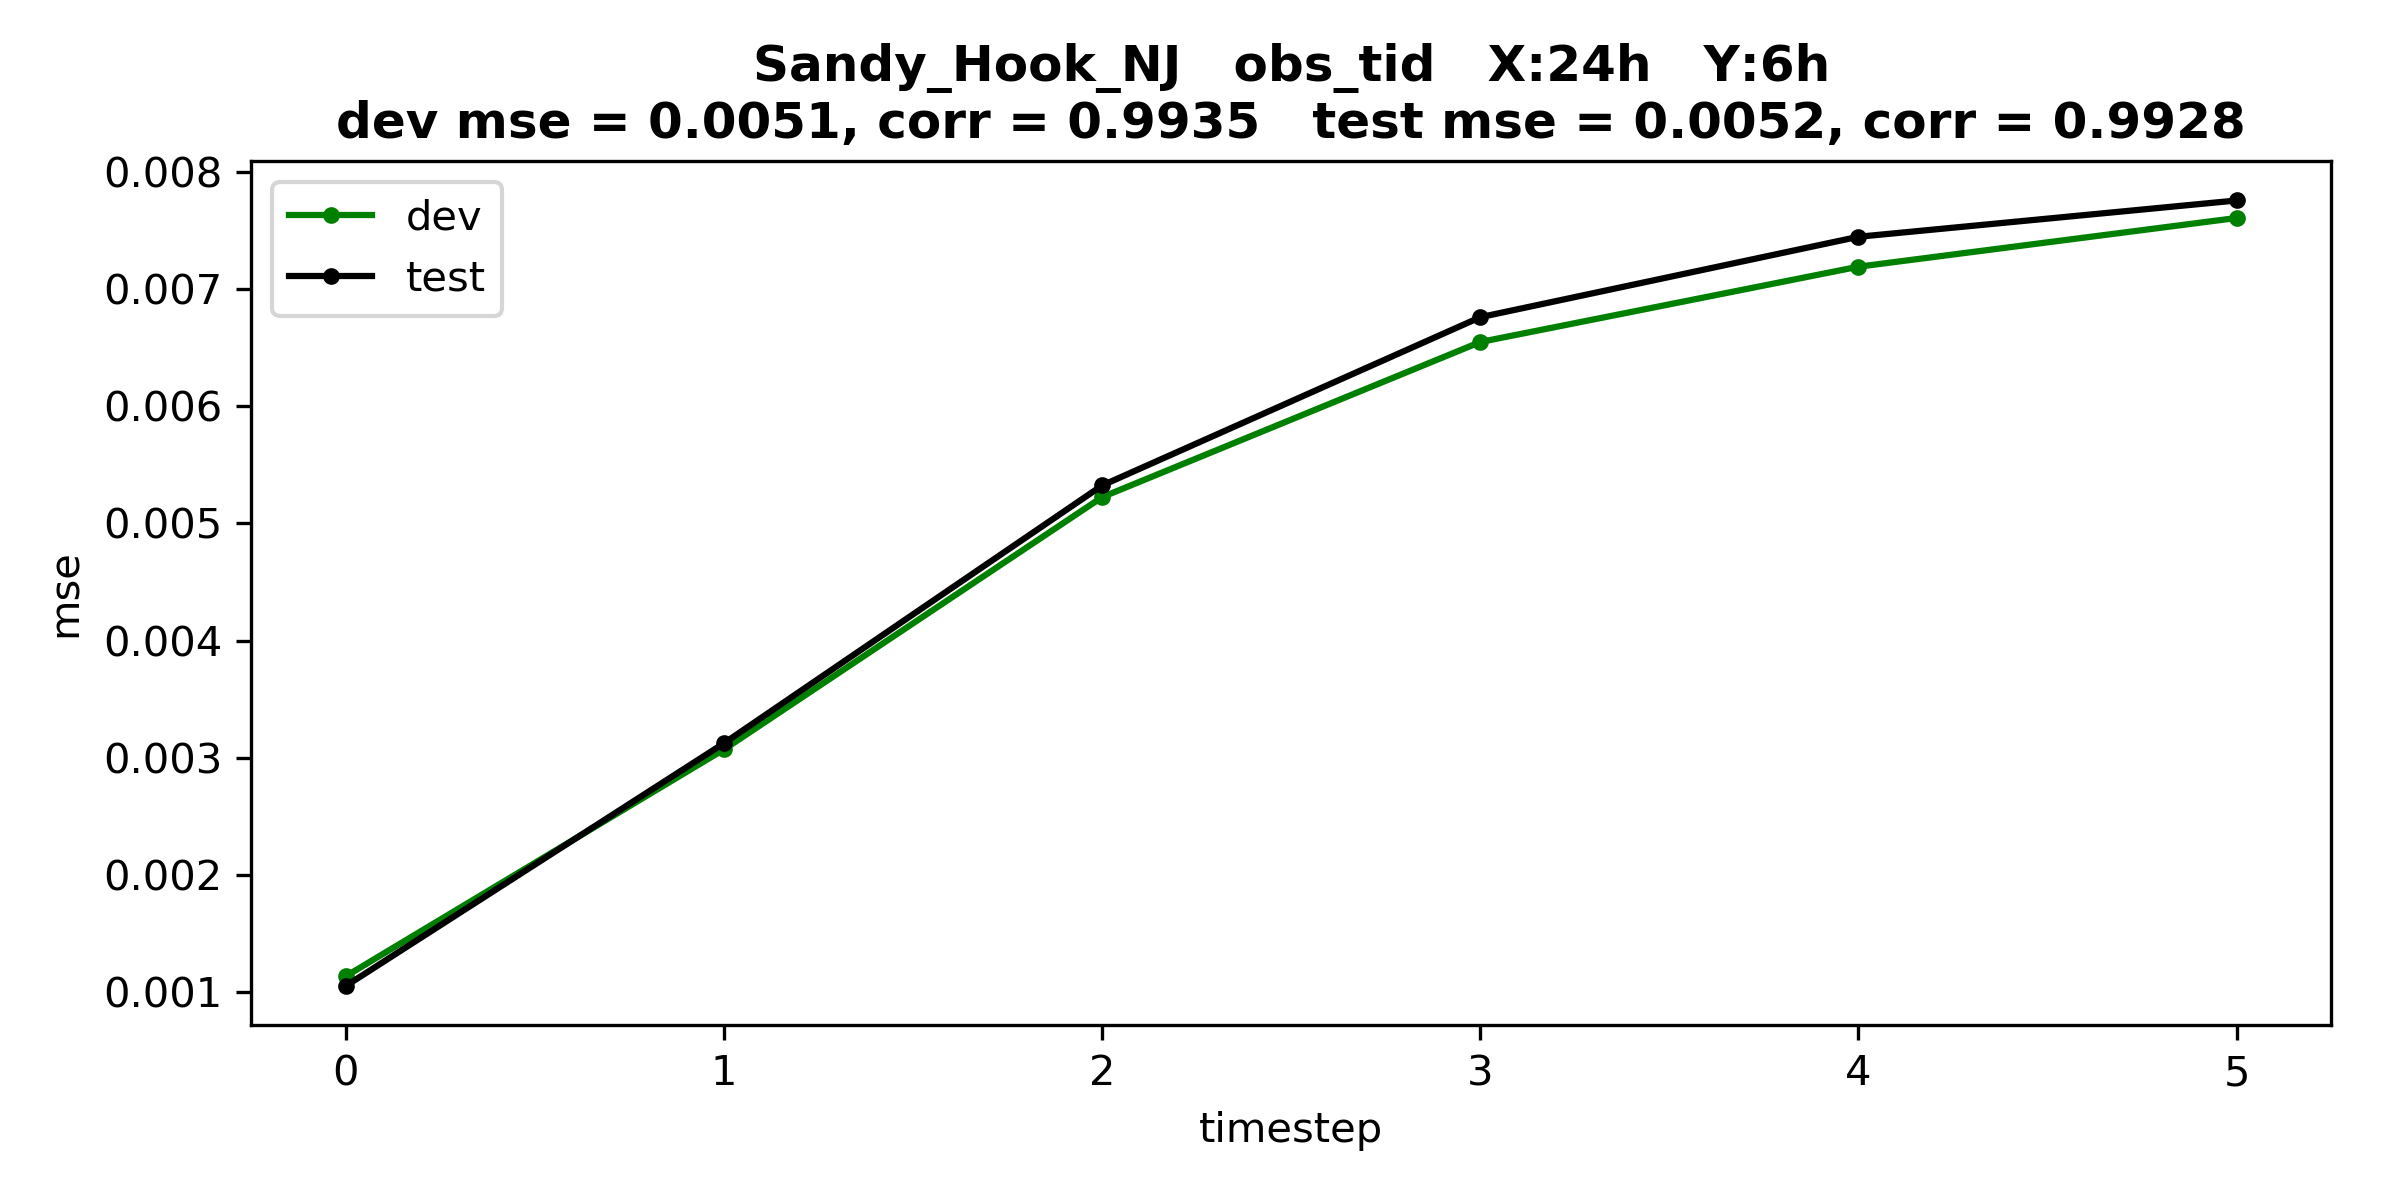 Sandy_Hook_NJ   obs_tid   X:24h   Y:6h
dev mse = 0.0051, corr = 0.9935   test mse = 0.0052, corr = 0.9928
dev
test
0.008
0.007
0.006
0.005
0.004
0.003
0.002
0.001
mse
0 1 2 3 4 5
timestep